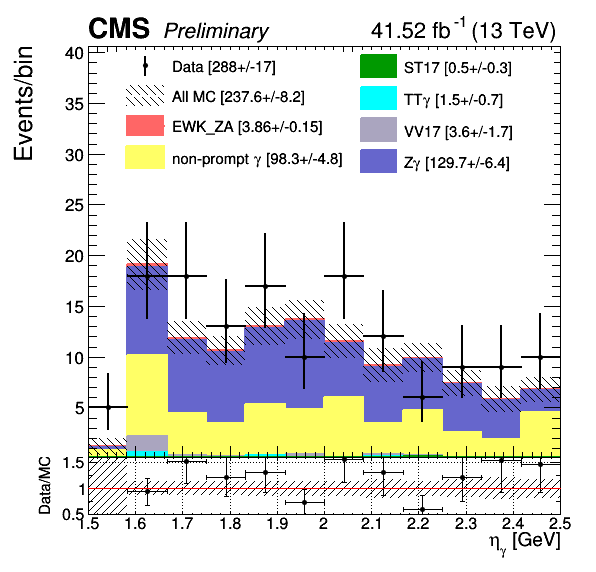 CMS Preliminary 41.52 fb⁻¹ (13 TeV)
Events/bin
40
35
30
25
20
15
10
5
Data [288+/-17]
All MC [237.6+/-8.2]
EWK_ZA [3.86+/-0.15]
non-prompt γ [98.3+/-4.8]
ST17 [0.5+/-0.3]
TTγ [1.5+/-0.7]
VV17 [3.6+/-1.7]
Zγ [129.7+/-6.4]
Data/MC
1.5
1
0.5
1.5 1.6 1.7 1.8 1.9 2 2.1 2.2 2.3 2.4 2.5
ηγ [GeV]